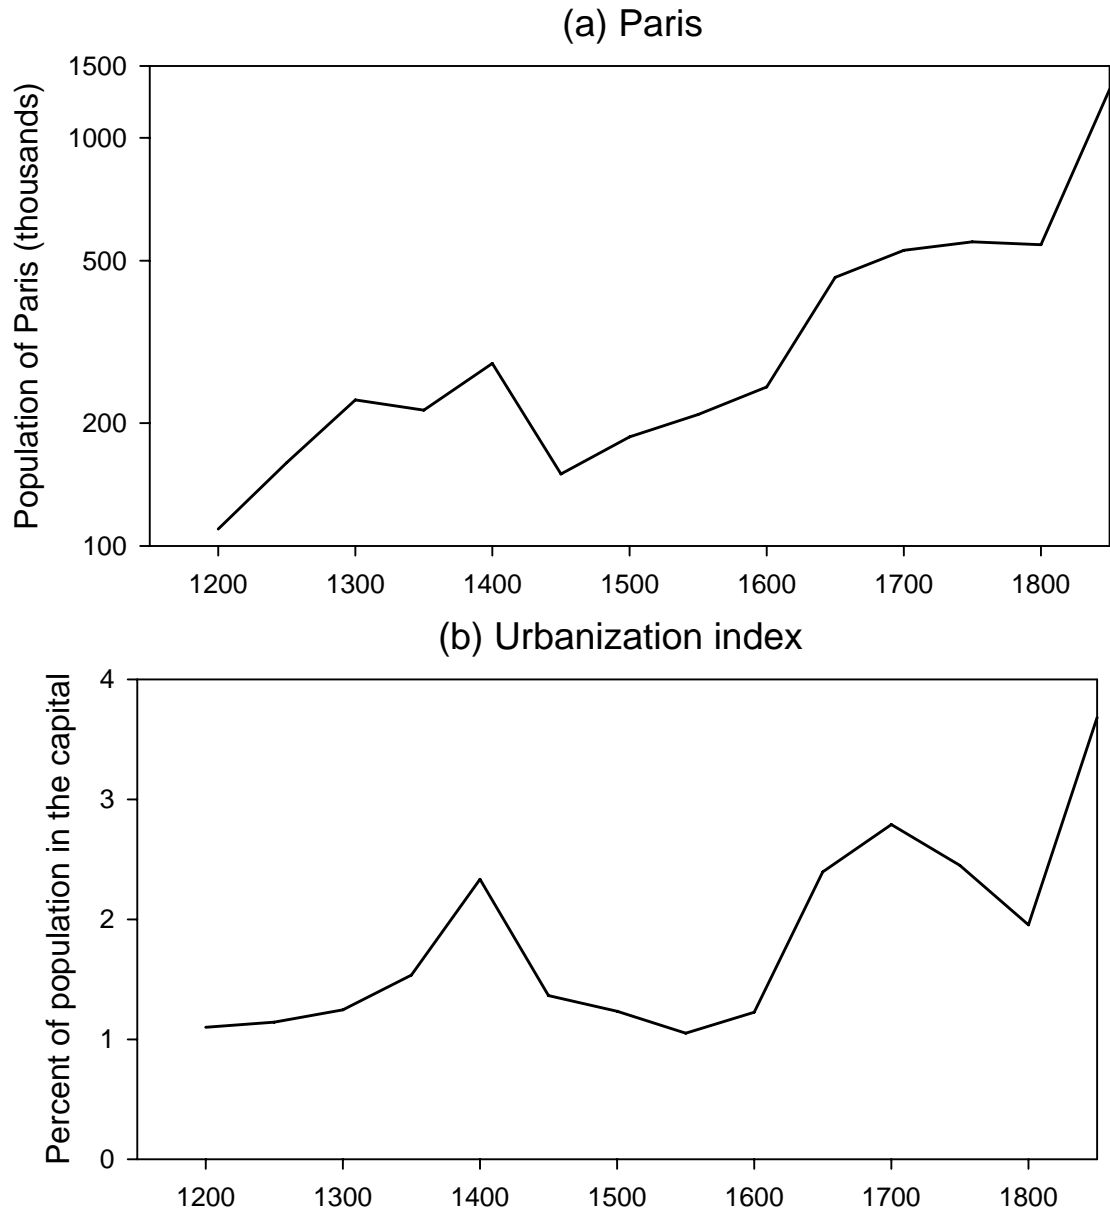 (a) Paris
Population of Paris (thousands)
1500
1000
500
200
100
1200 1300 1400 1500 1600 1700 1800
(b) Urbanization index
Percent of population in the capital
4
3
2
1
0
1200 1300 1400 1500 1600 1700 1800